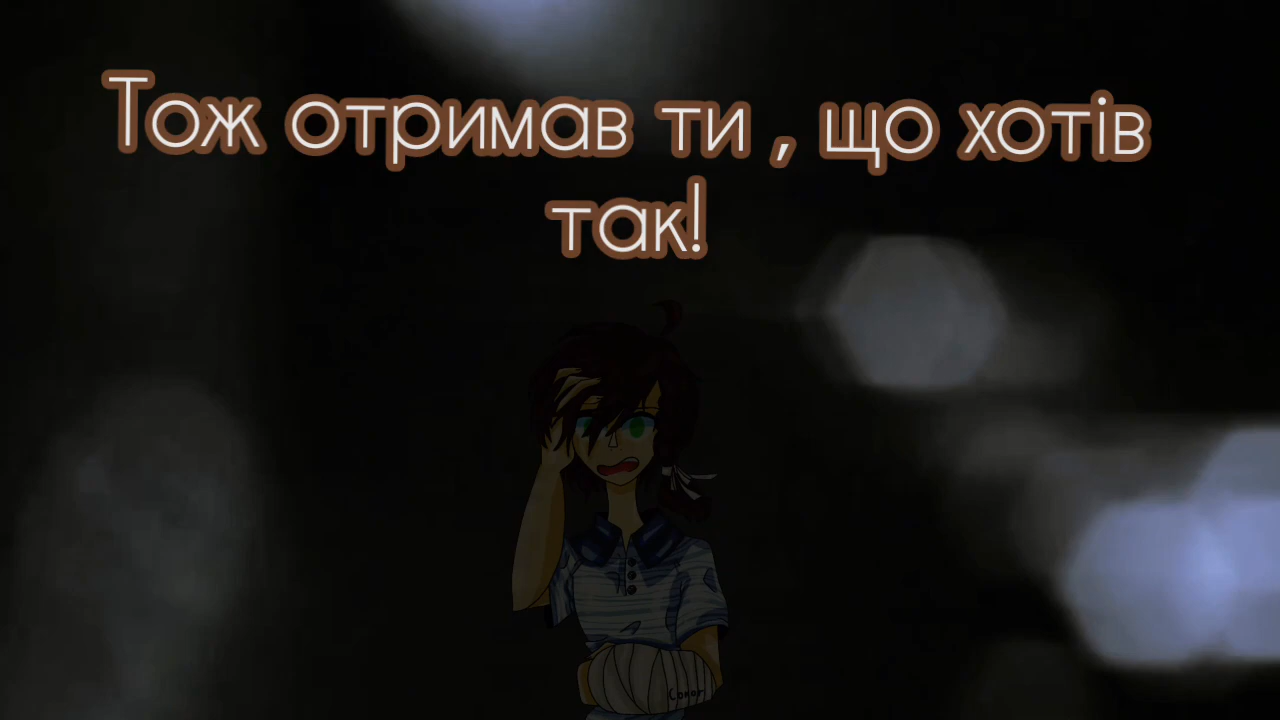 Тож отримав ти , що хотів
так!